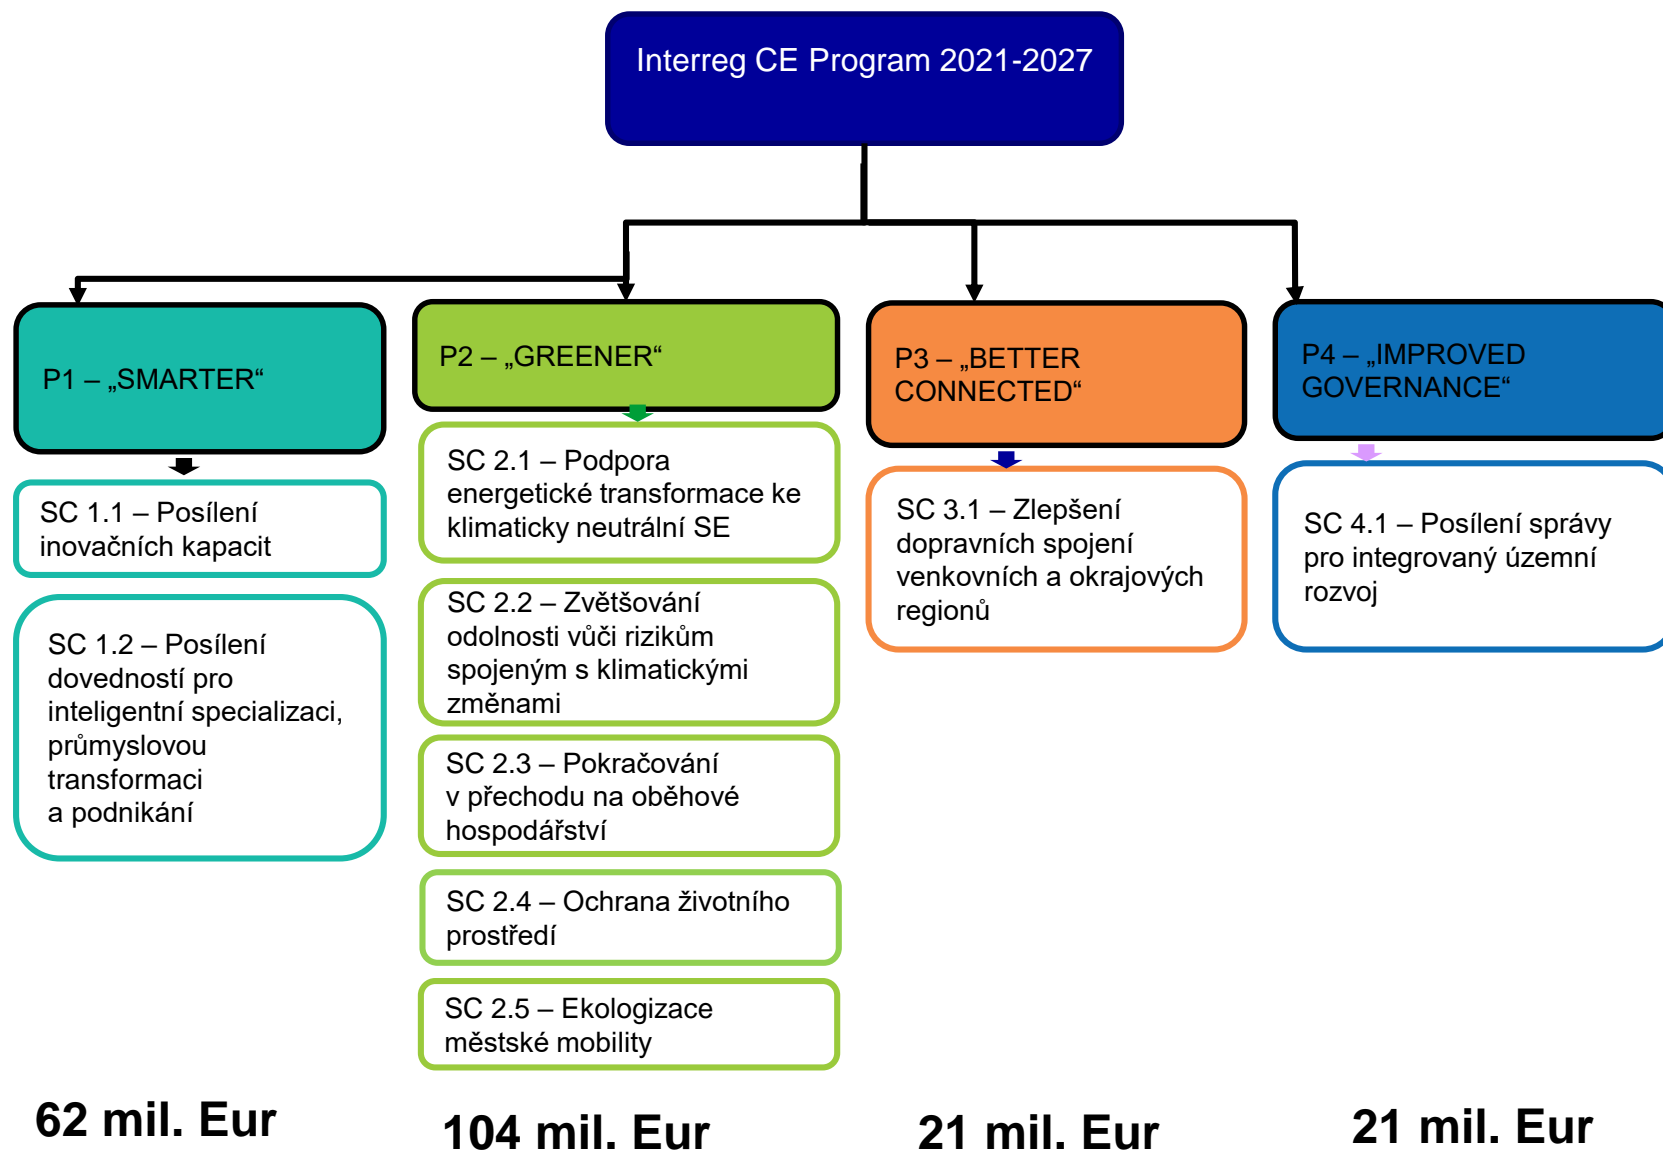 Interreg CE Program 2021-2027
P1 – „SMARTER“
SC 1.1 – Posílení
inovačních kapacit
SC 1.2 – Posílení
dovedností pro
inteligentní specializaci,
průmyslovou
transformaci
a podnikání
62 mil. Eur
P2 – „GREENER“
SC 2.1 – Podpora
energetické transformace ke
klimaticky neutrální SE
SC 2.2 – Zvětšování
odolnosti vůči rizikům
spojeným s klimatickými
změnami
SC 2.3 – Pokračování
v přechodu na oběhové
hospodářství
SC 2.4 – Ochrana životního
prostředí
SC 2.5 – Ekologizace
městské mobility
104 mil. Eur
P3 – „BETTER
CONNECTED“
SC 3.1 – Zlepšení
dopravních spojení
venkovních a okrajových
regionů
21 mil. Eur
P4 – „IMPROVED
GOVERNANCE“
SC 4.1 – Posílení správy
pro integrovaný územní
rozvoj
21 mil. Eur